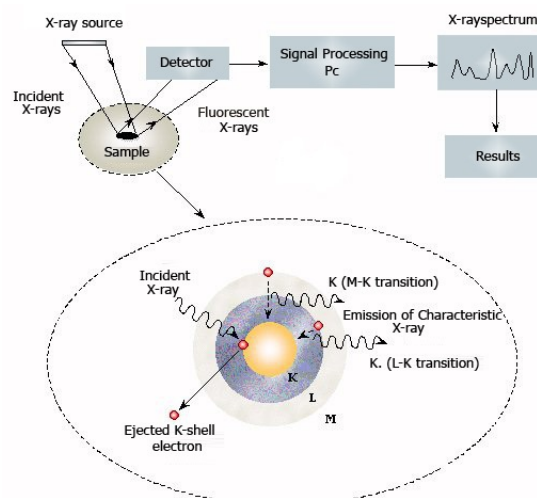 X-ray source
X-rayspectrum
Detector
Signal Processing
Pc
Incident
X-rays
Fluorescent
X-rays
Sample
Results
Incident
X-ray
K (M-K transition)
Emission of Characteristic
X-ray
K. (L-K transition)
K
L
M
Ejected K-shell
electron